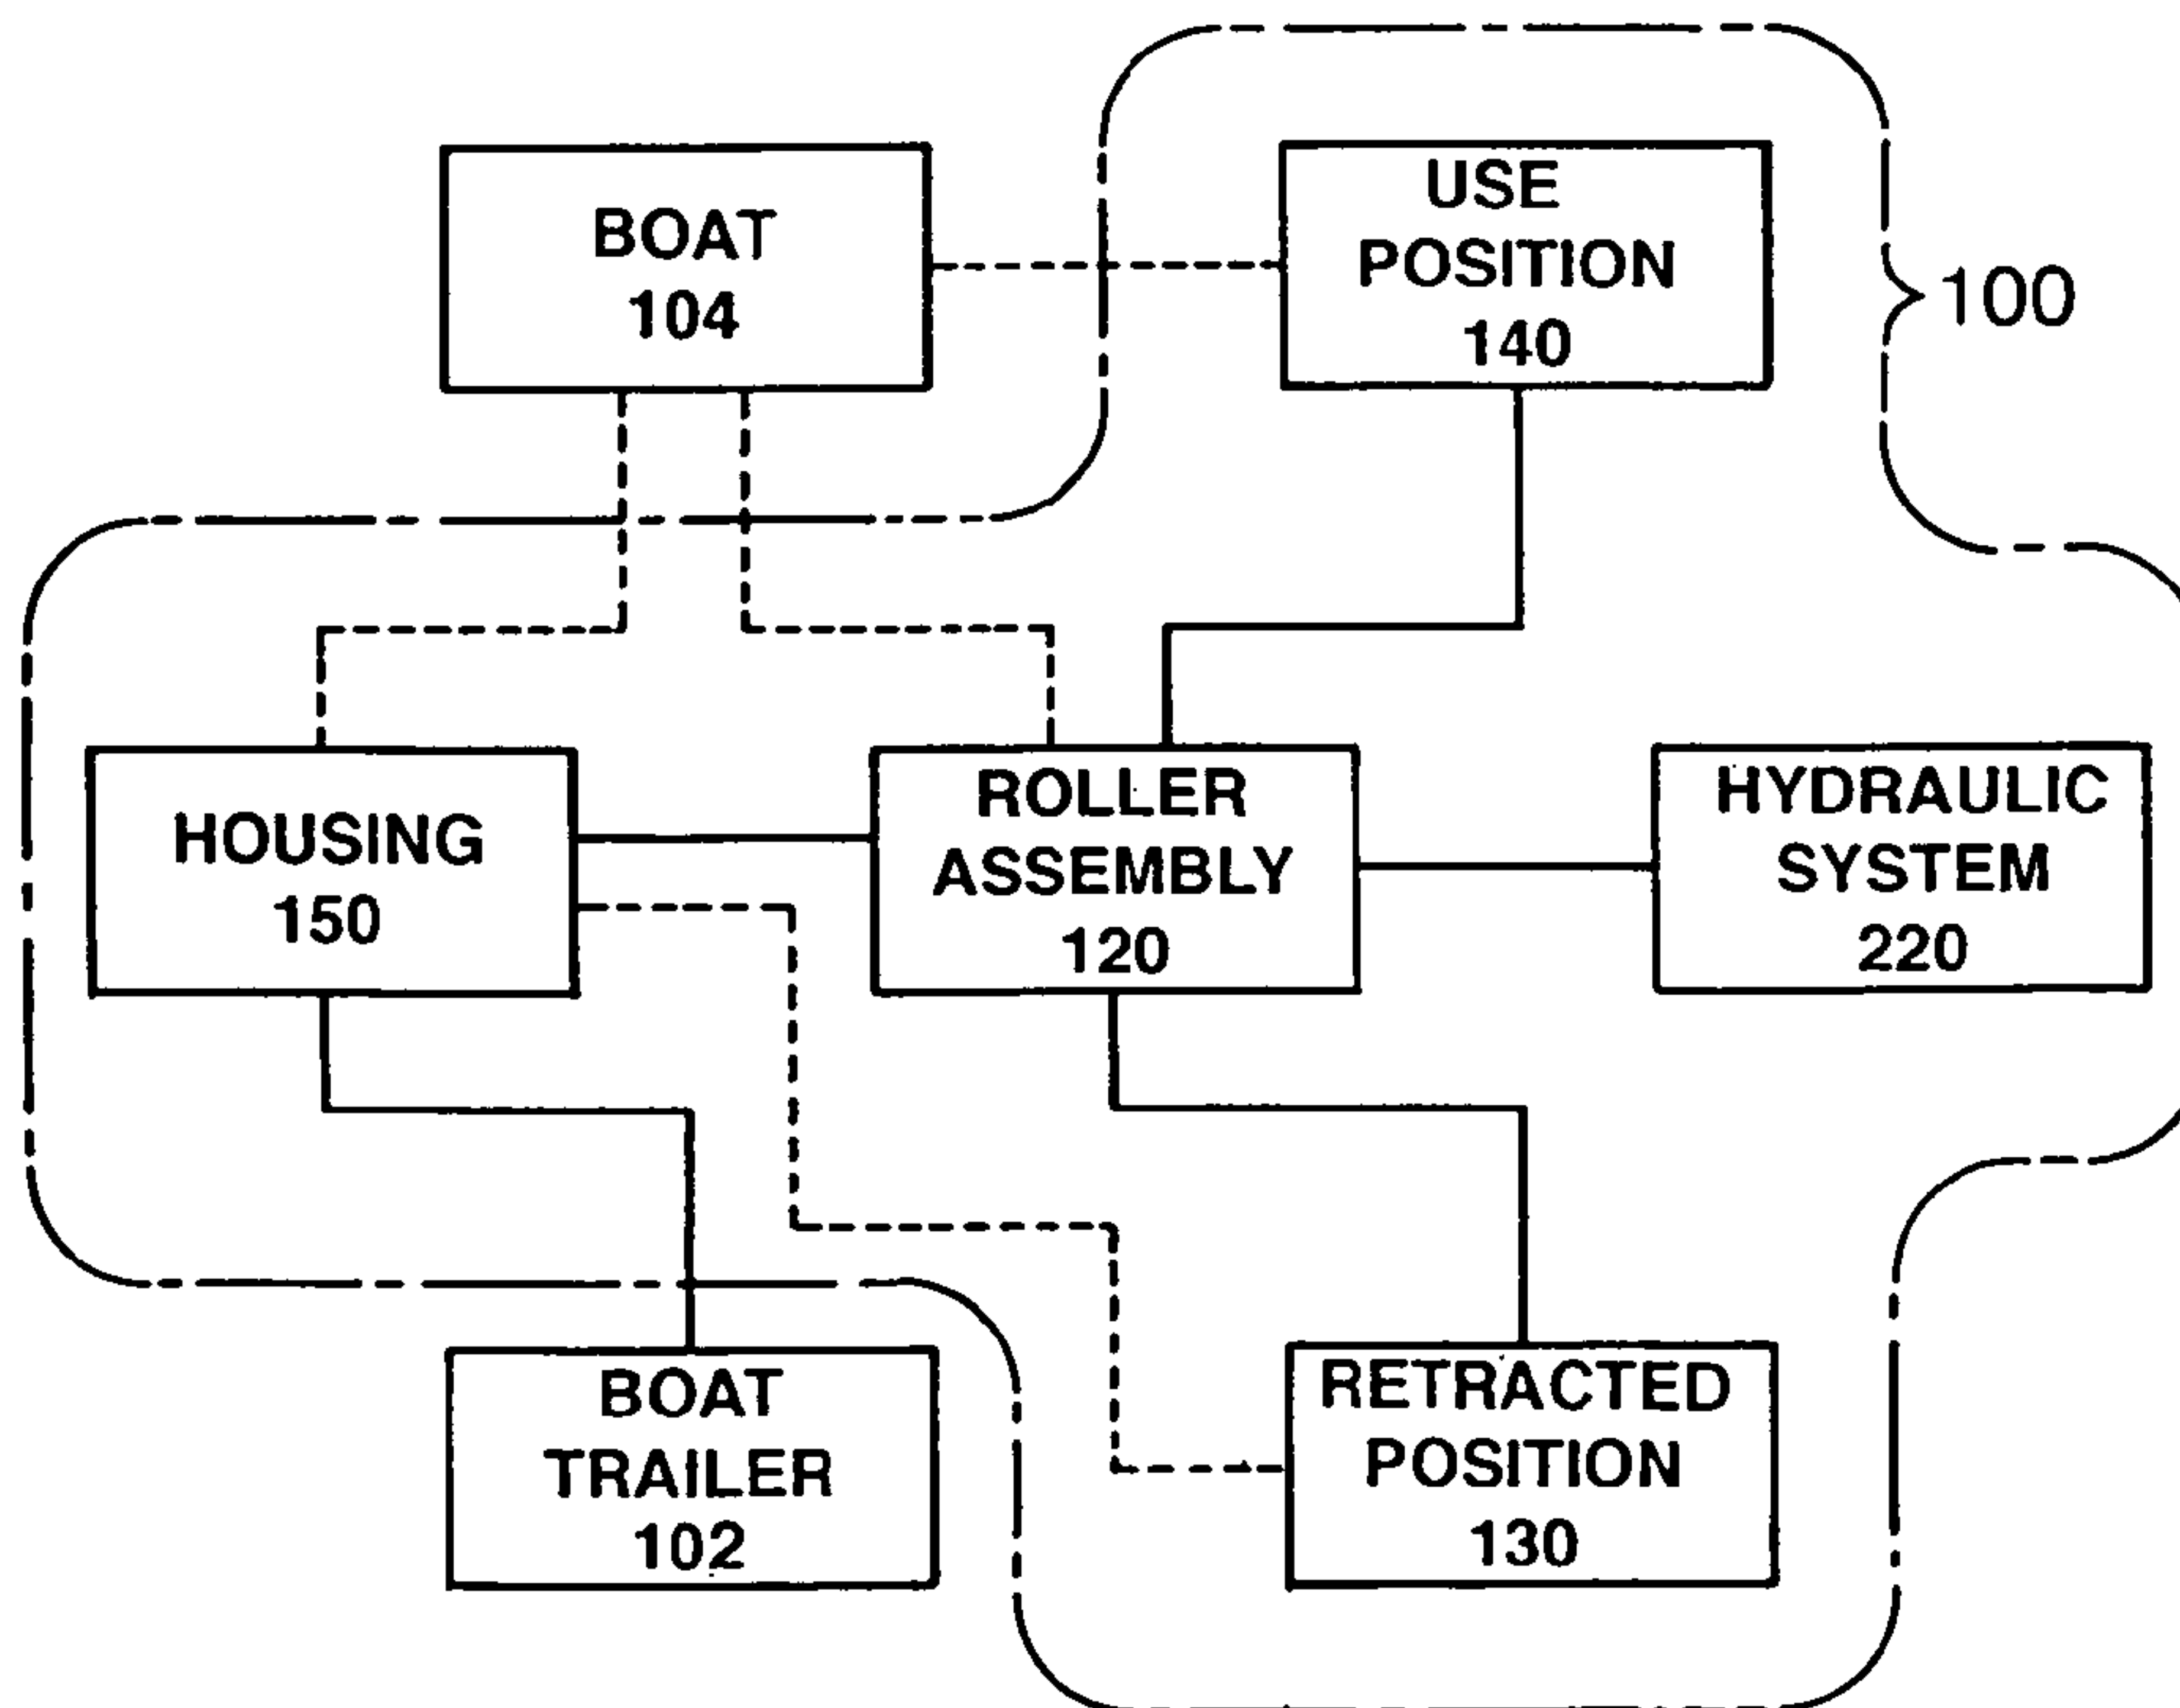 BOAT
104
USE
POSITION
140
100
HOUSING
150
ROLLER
ASSEMBLY
120
HYDRAULIC
SYSTEM
220
BOAT
TRAILER
102
RETRACTED
POSITION
130